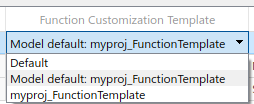 Function Customization Template
Model default: myproj_FunctionTemplate
Default
Model default: myproj_FunctionTemplate
myproj_FunctionTemplate